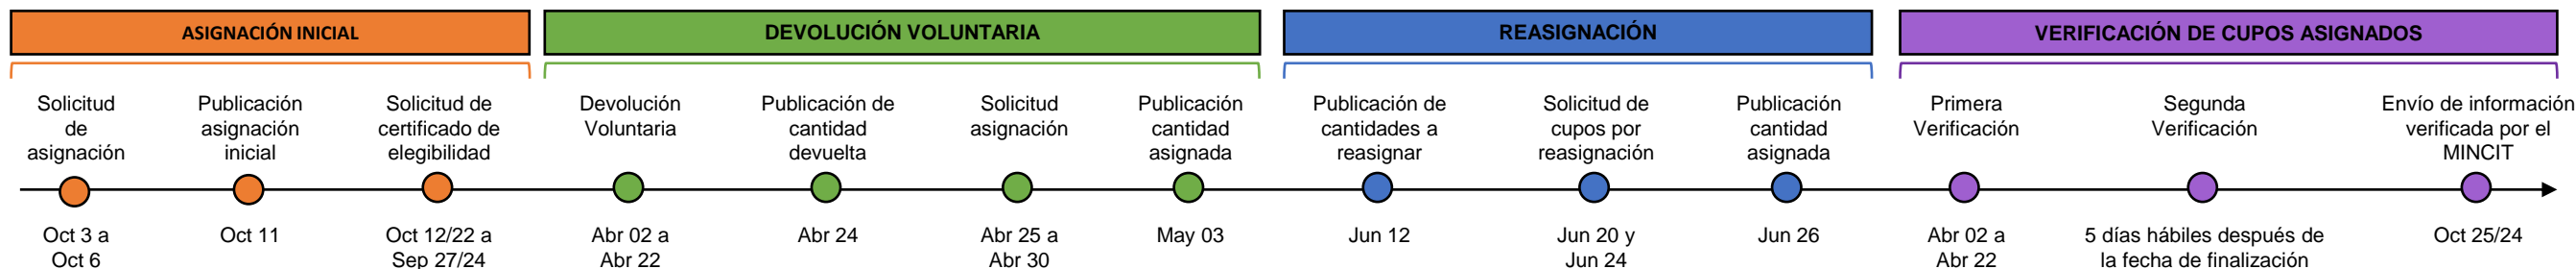 ASIGNACIÓN INICIAL
Solicitud
de
asignación
Oct 3 a
Oct 6
Publicación
asignación
inicial
Oct 11
Solicitud de
certificado de
elegibilidad
Oct 12/22 a
Sep 27/24
DEVOLUCIÓN VOLUNTARIA
Devolución
Voluntaria
Abr 02 a
Abr 22
Publicación de
cantidad
devuelta
Abr 24
Solicitud
asignación
Abr 25 a
Abr 30
Publicación
cantidad
asignada
May 03
REASIGNACIÓN
Publicación de
cantidades a
reasignar
Jun 12
Solicitud de
cupos por
reasignación
Jun 20 y
Jun 24
Publicación
cantidad
asignada
Jun 26
VERIFICACIÓN DE CUPOS ASIGNADOS
Primera
Verificación
Abr 02 a
Abr 22
Segunda
Verificación
5 días hábiles después de
la fecha de finalización
Envío de información
verificada por el
MINCIT
Oct 25/24